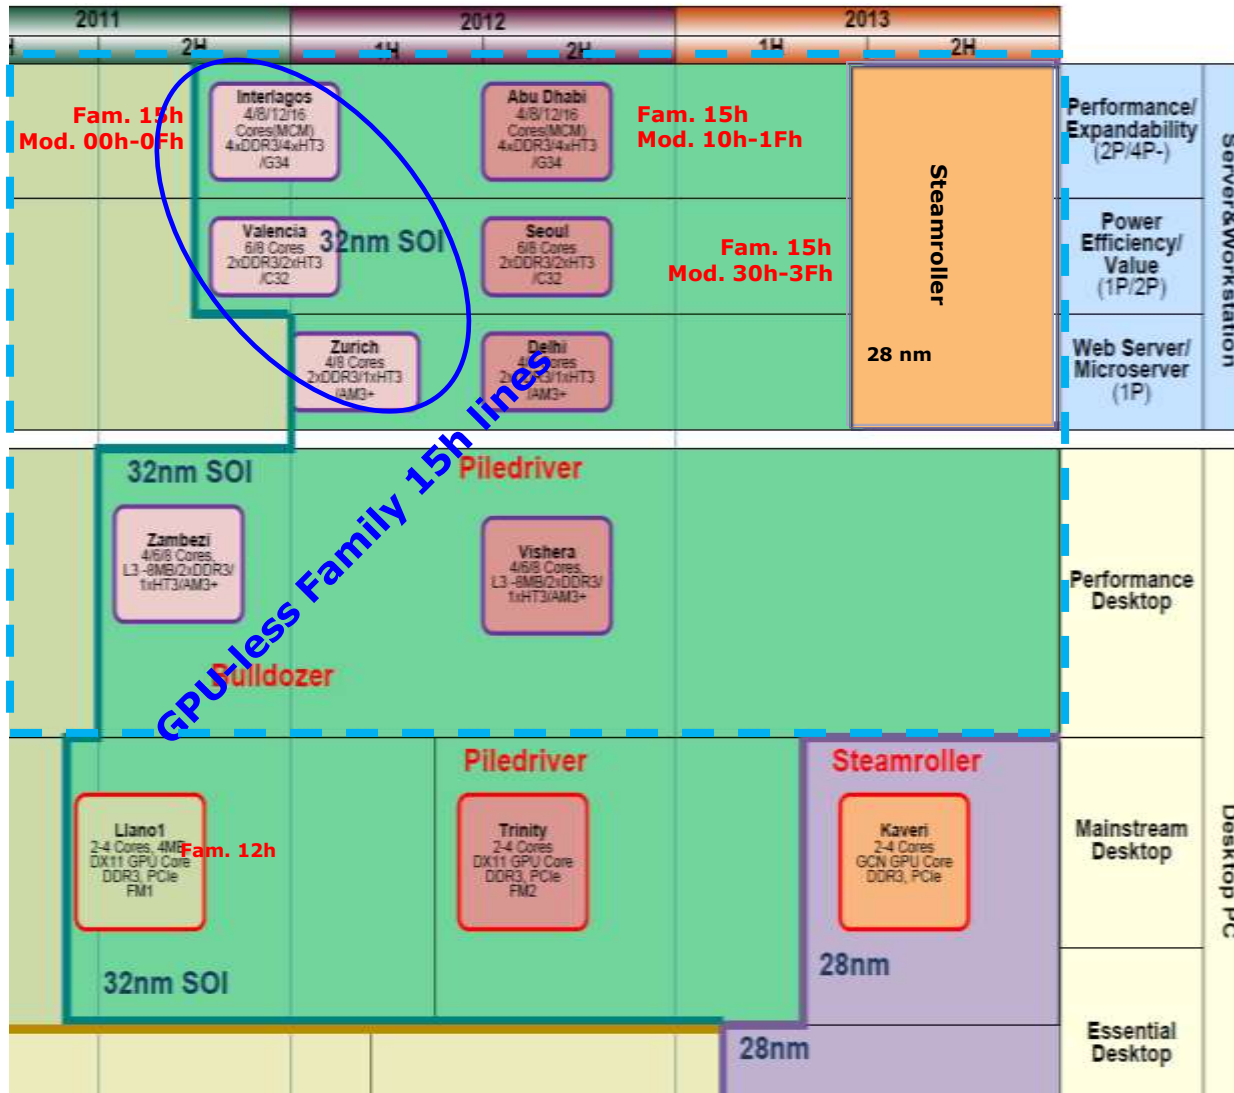 2011
2012
2013
2H
1H
2H
1H
2H
Fam. 15h
Mod. 00h-0Fh
Interlagos
4/8/12/16
Cores(MCM)
4xDDR3/4xHT3
/G34
Abu Dhabi
4/8/12/16
Cores(MCM)
4xDDR3/4xHT3
/G34
Fam. 15h
Mod. 10h-1Fh
Performance/
Expandability
(2P/4P-)
Valencia
6/8 Cores
2xDDR3/2xHT3
/C32
32nm SOI
Seoul
6/8 Cores
2xDDR3/2xHT3
/C32
Fam. 15h
Mod. 30h-3Fh
Steamroller
28 nm
Power
Efficiency/
Value
(1P/2P)
Server&Workstation
Zurich
4/8 Cores
2xDDR3/1xHT3
/AM3+
Delhi
4/8 Cores
2xDDR3/1xHT3
/AM3+
Web Server/
Microserver
(1P)
GPU-less Family 15h lines
32nm SOI
Piledriver
Zambezi
4/6/8 Cores,
L3 -8MB/2xDDR3/
1xHT3/AM3+
Vishera
4/6/8 Cores,
L3 -8MB/2xDDR3/
1xHT3/AM3+
Performance
Desktop
Bulldozer
Piledriver
Steamroller
Llano1
2-4 Cores, 4MB
DX11 GPU Core
DDR3, PCIe
FM1
Fam. 12h
Trinity
2-4 Cores
DX11 GPU Core
DDR3, PCIe
FM2
Kaveri
2-4 Cores
GCN GPU Core
DDR3, PCIe
Mainstream
Desktop
Desktop PC
32nm SOI
28nm
28nm
Essential
Desktop